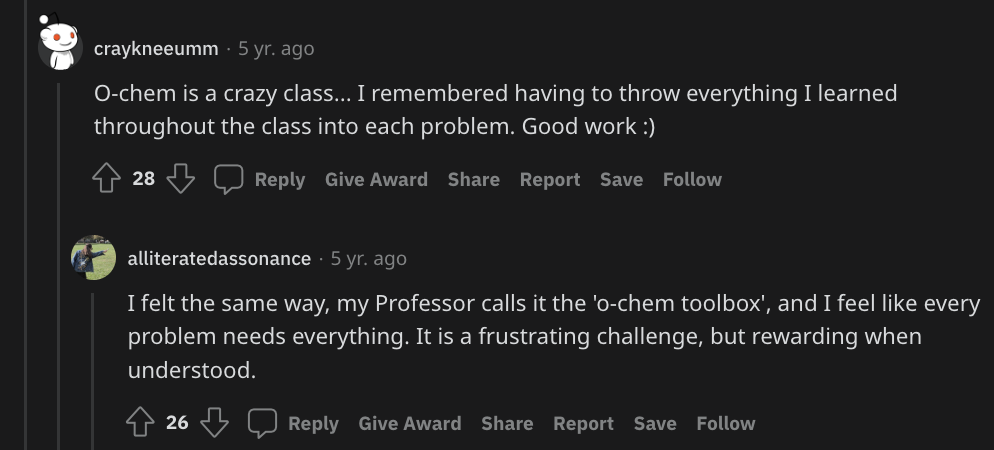 craykneeumm · 5 yr. ago
O-chem is a crazy class... I remembered having to throw everything I learned
throughout the class into each problem. Good work :)
28 Reply Give Award Share Report Save Follow
alliteratedassonance · 5 yr. ago
I felt the same way, my Professor calls it the 'o-chem toolbox', and I feel like every
problem needs everything. It is a frustrating challenge, but rewarding when
understood.
26 Reply Give Award Share Report Save Follow